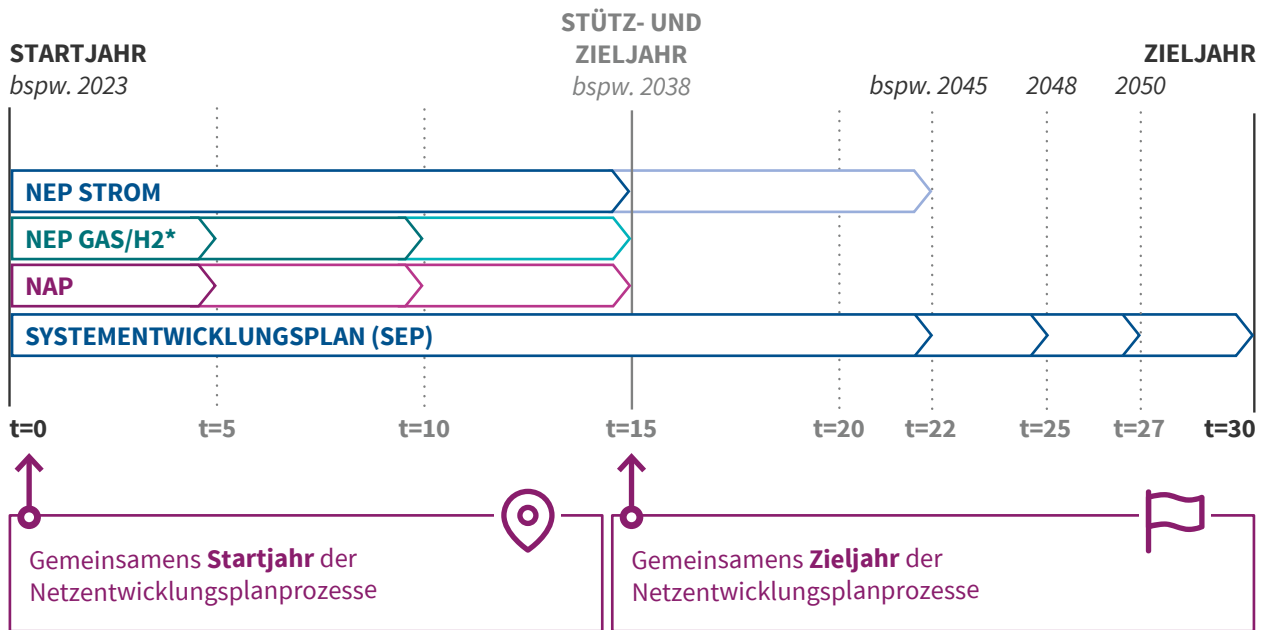 STÜTZ- UND
ZIELJAHR
bspw. 2038
STARTJAHR
bspw. 2023
ZIELJAHR
bspw. 2045
2048
2050
NEP STROM
NEP GAS/H2*
NAP
SYSTEMENTWICKLUNGSPLAN (SEP)
t=0
t=5
t=10
t=15
t=20
t=22
t=25
t=27
t=30
Gemeinsamens Startjahr der
Netzentwicklungsplanprozesse
Gemeinsamens Zieljahr der
Netzentwicklungsplanprozesse